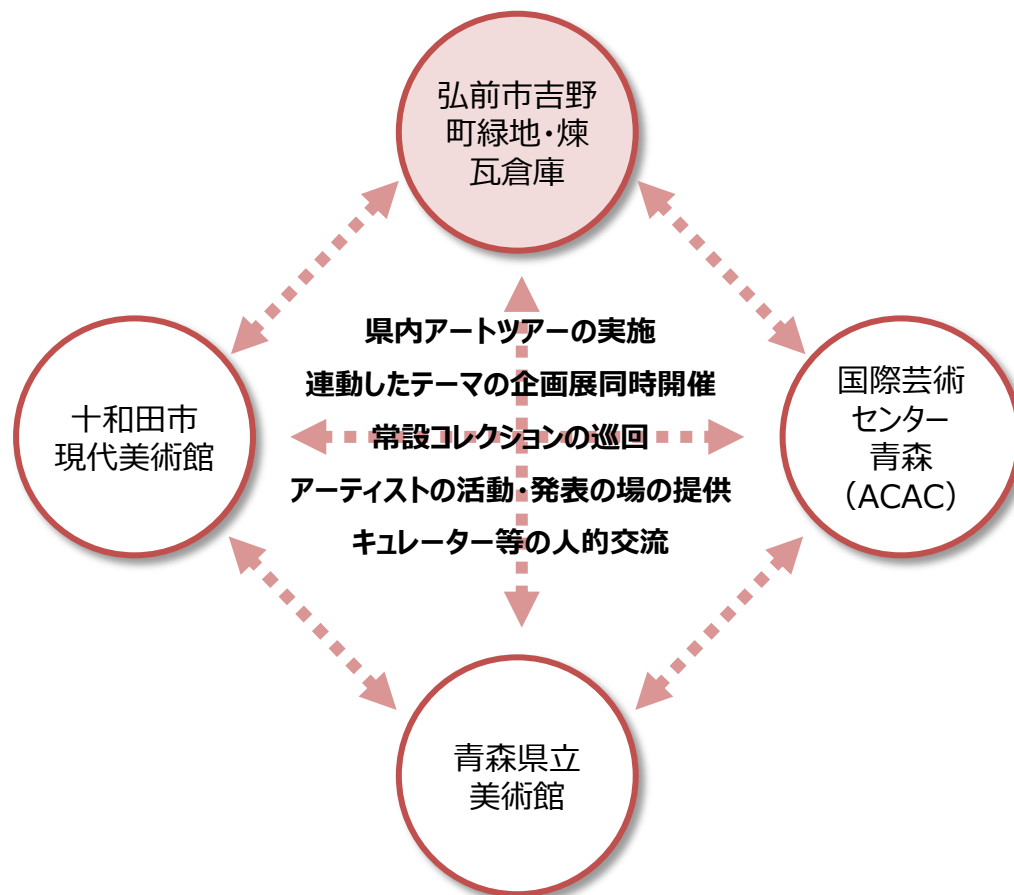 弘前市吉野
町緑地・煉
瓦倉庫
県内アートツアーの実施
連動したテーマの企画展同時開催
常設コレクションの巡回
アーティストの活動・発表の場の提供
キュレーター等の人的交流
十和田市
現代美術館
国際芸術
センター
青森
（ACAC）
青森県立
美術館